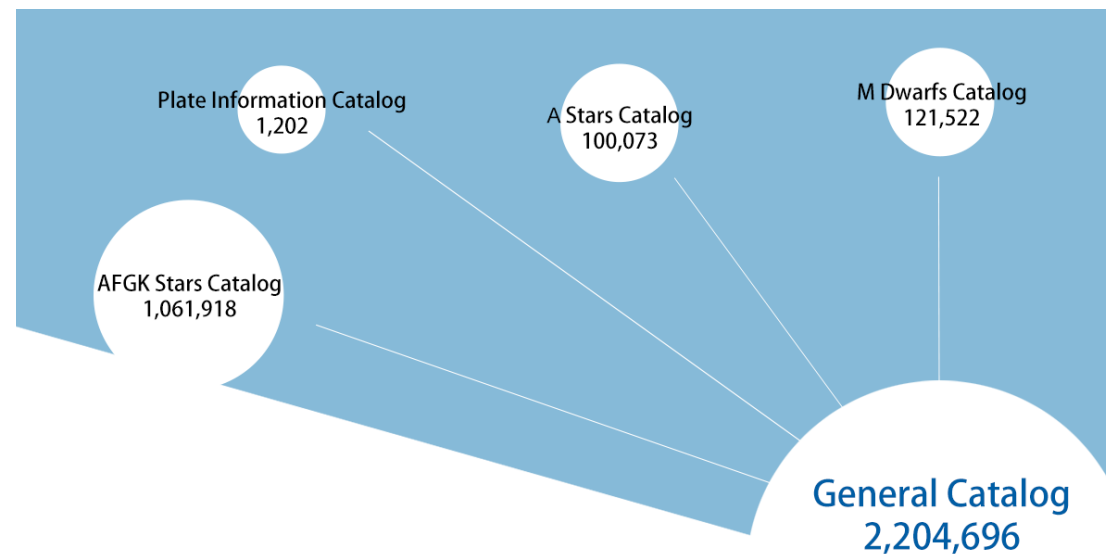 Plate Information Catalog
1,202
A Stars Catalog
100,073
M Dwarfs Catalog
121,522
AFGK Stars Catalog
1,061,918
General Catalog
2,204,696